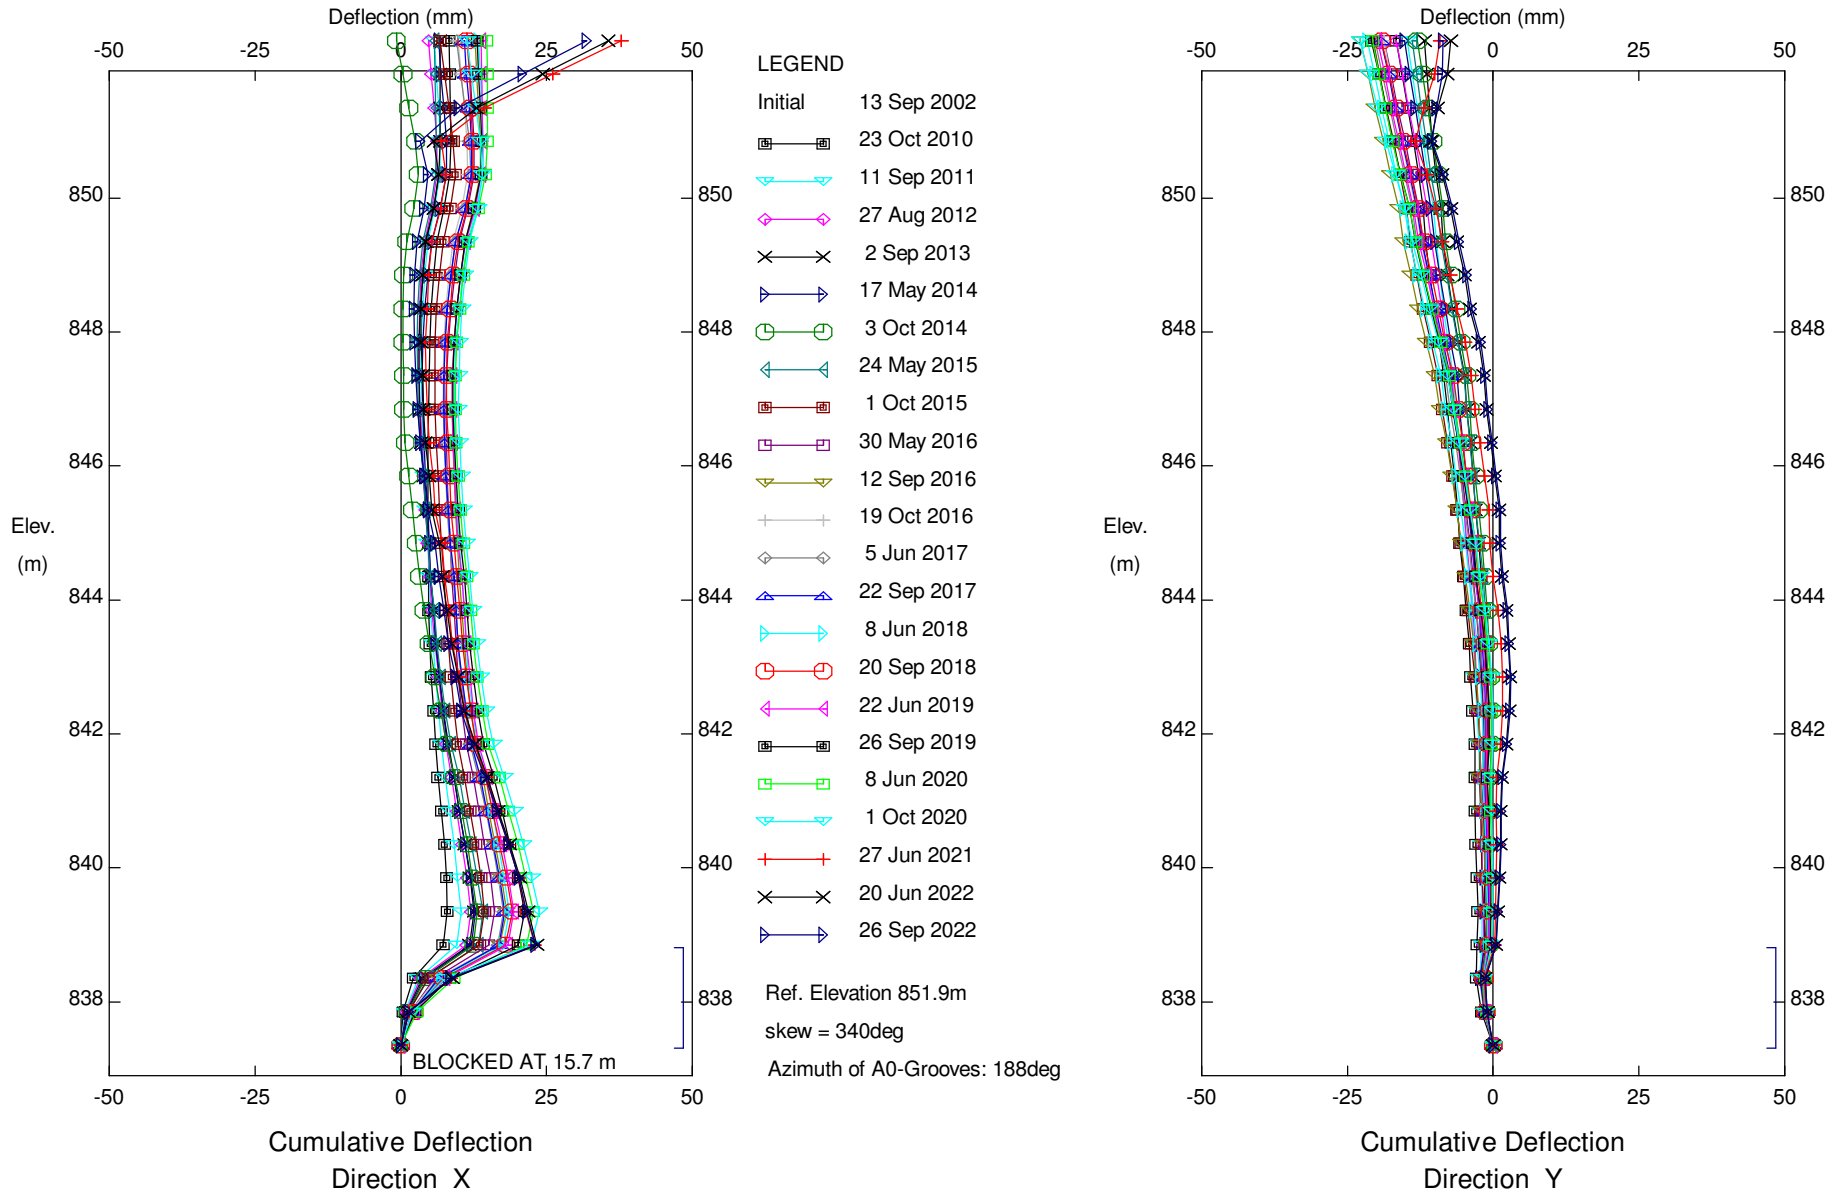 Deflection (mm)
-50 -25 0 25 50
850 850
848 848
846 846
844 844
842 842
840 840
838 838
Elev.
(m)
BLOCKED AT 15.7 m
-50 -25 0 25 50
Cumulative Deflection
Direction X
LEGEND
Initial 13 Sep 2002
23 Oct 2010
11 Sep 2011
27 Aug 2012
2 Sep 2013
17 May 2014
3 Oct 2014
24 May 2015
1 Oct 2015
30 May 2016
12 Sep 2016
19 Oct 2016
5 Jun 2017
22 Sep 2017
8 Jun 2018
20 Sep 2018
22 Jun 2019
26 Sep 2019
8 Jun 2020
1 Oct 2020
27 Jun 2021
20 Jun 2022
26 Sep 2022
Ref. Elevation 851.9m
skew = 340deg
Azimuth of A0-Grooves: 188deg
Deflection (mm)
-50 -25 0 25 50
850 850
848 848
846 846
844 844
842 842
840 840
838 838
Elev.
(m)
-50 -25 0 25 50
Cumulative Deflection
Direction Y